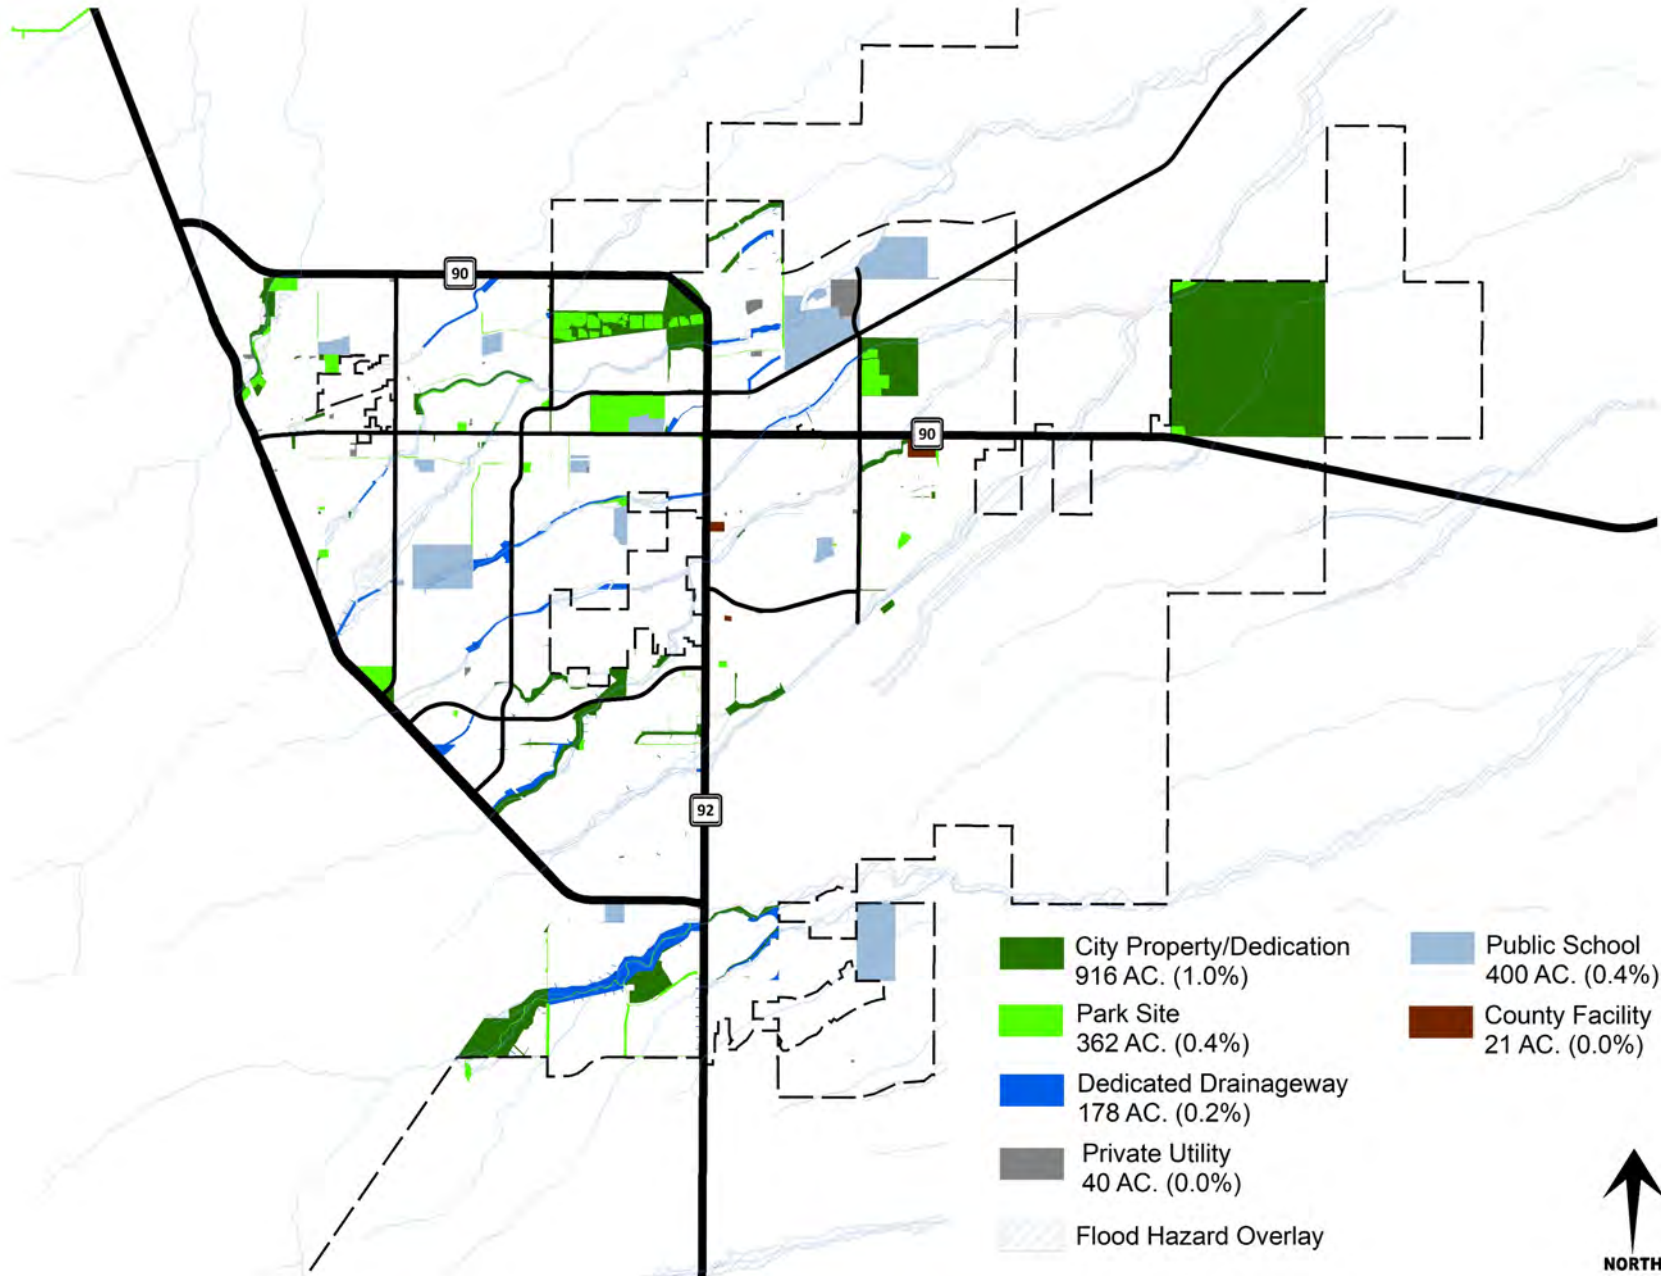 90
90
92
City Property/Dedication
916 AC. (1.0%)
Park Site
362 AC. (0.4%)
Dedicated Drainageway
178 AC. (0.2%)
Private Utility
40 AC. (0.0%)
Flood Hazard Overlay
Public School
400 AC. (0.4%)
County Facility
21 AC. (0.0%)
NORTH